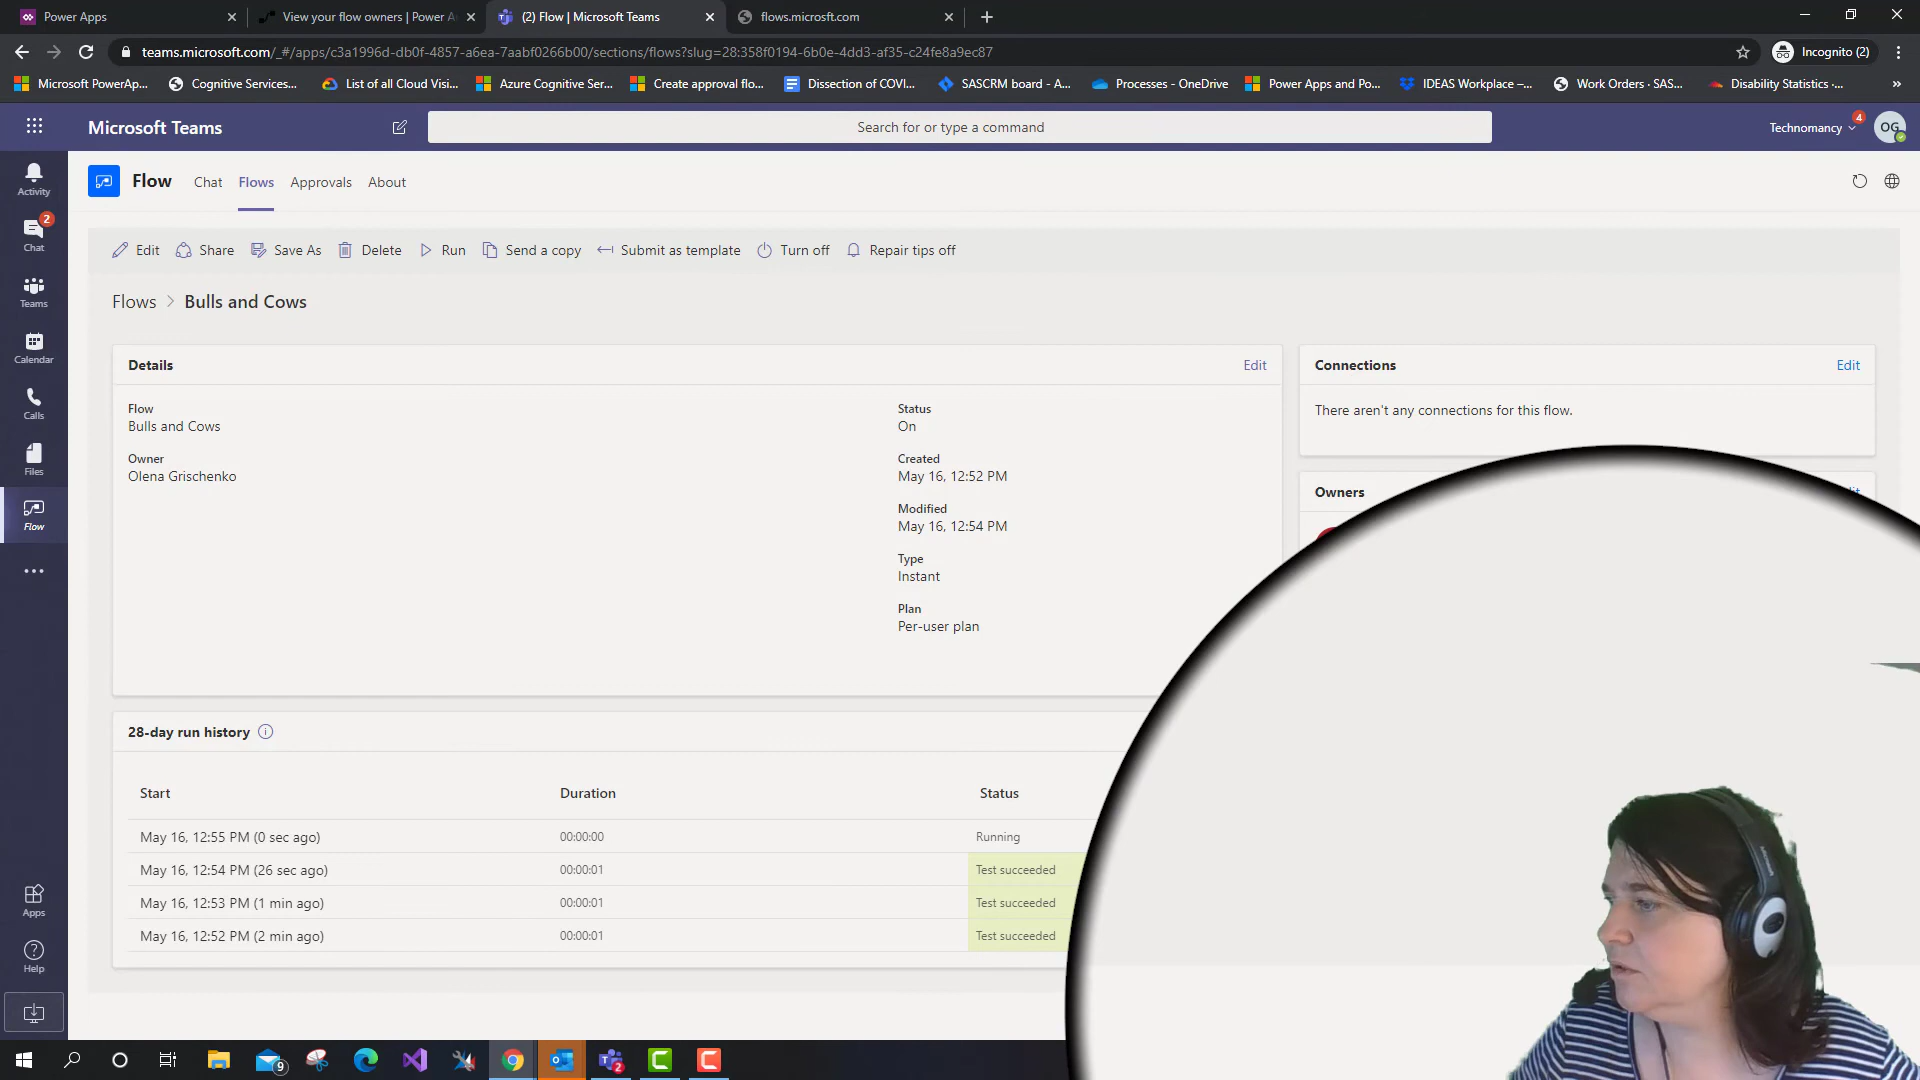 Power Apps
View your flow owners | Power A
(2) Flow | Microsoft Teams
flows.microsft.com
teams.microsoft.com/_#/apps/c3a1996d-db0f-4857-a6ea-7aabf0266b00/sections/flows?slug=28:358f0194-6b0e-4dd3-af35-c24fe8a9ec87
Incognito (2)
Microsoft PowerAp...
Cognitive Services...
List of all Cloud Visi...
Azure Cognitive Ser...
Create approval flo...
Dissection of COVI...
SASCRM board - A...
Processes - OneDrive
Power Apps and Po...
IDEAS Workplace –...
Work Orders · SAS...
Disability Statistics ·...
»
Microsoft Teams
Search for or type a command
Technomancy
4
OG
Activity
Chat
2
Teams
Calendar
Calls
Files
Flow
Apps
Help
Flow
Chat
Flows
Approvals
About
Edit
Share
Save As
Delete
Run
Send a copy
Submit as template
Turn off
Repair tips off
Flows > Bulls and Cows
Details
Edit
Flow
Bulls and Cows
Owner
Olena Grischenko
Status
On
Created
May 16, 12:52 PM
Modified
May 16, 12:54 PM
Type
Instant
Plan
Per-user plan
Connections
Edit
There aren't any connections for this flow.
Owners
28-day run history
Start Duration Status
May 16, 12:55 PM (0 sec ago) 00:00:00 Running
May 16, 12:54 PM (26 sec ago) 00:00:01 Test succeeded
May 16, 12:53 PM (1 min ago) 00:00:01 Test succeeded
May 16, 12:52 PM (2 min ago) 00:00:01 Test succeeded
9
2